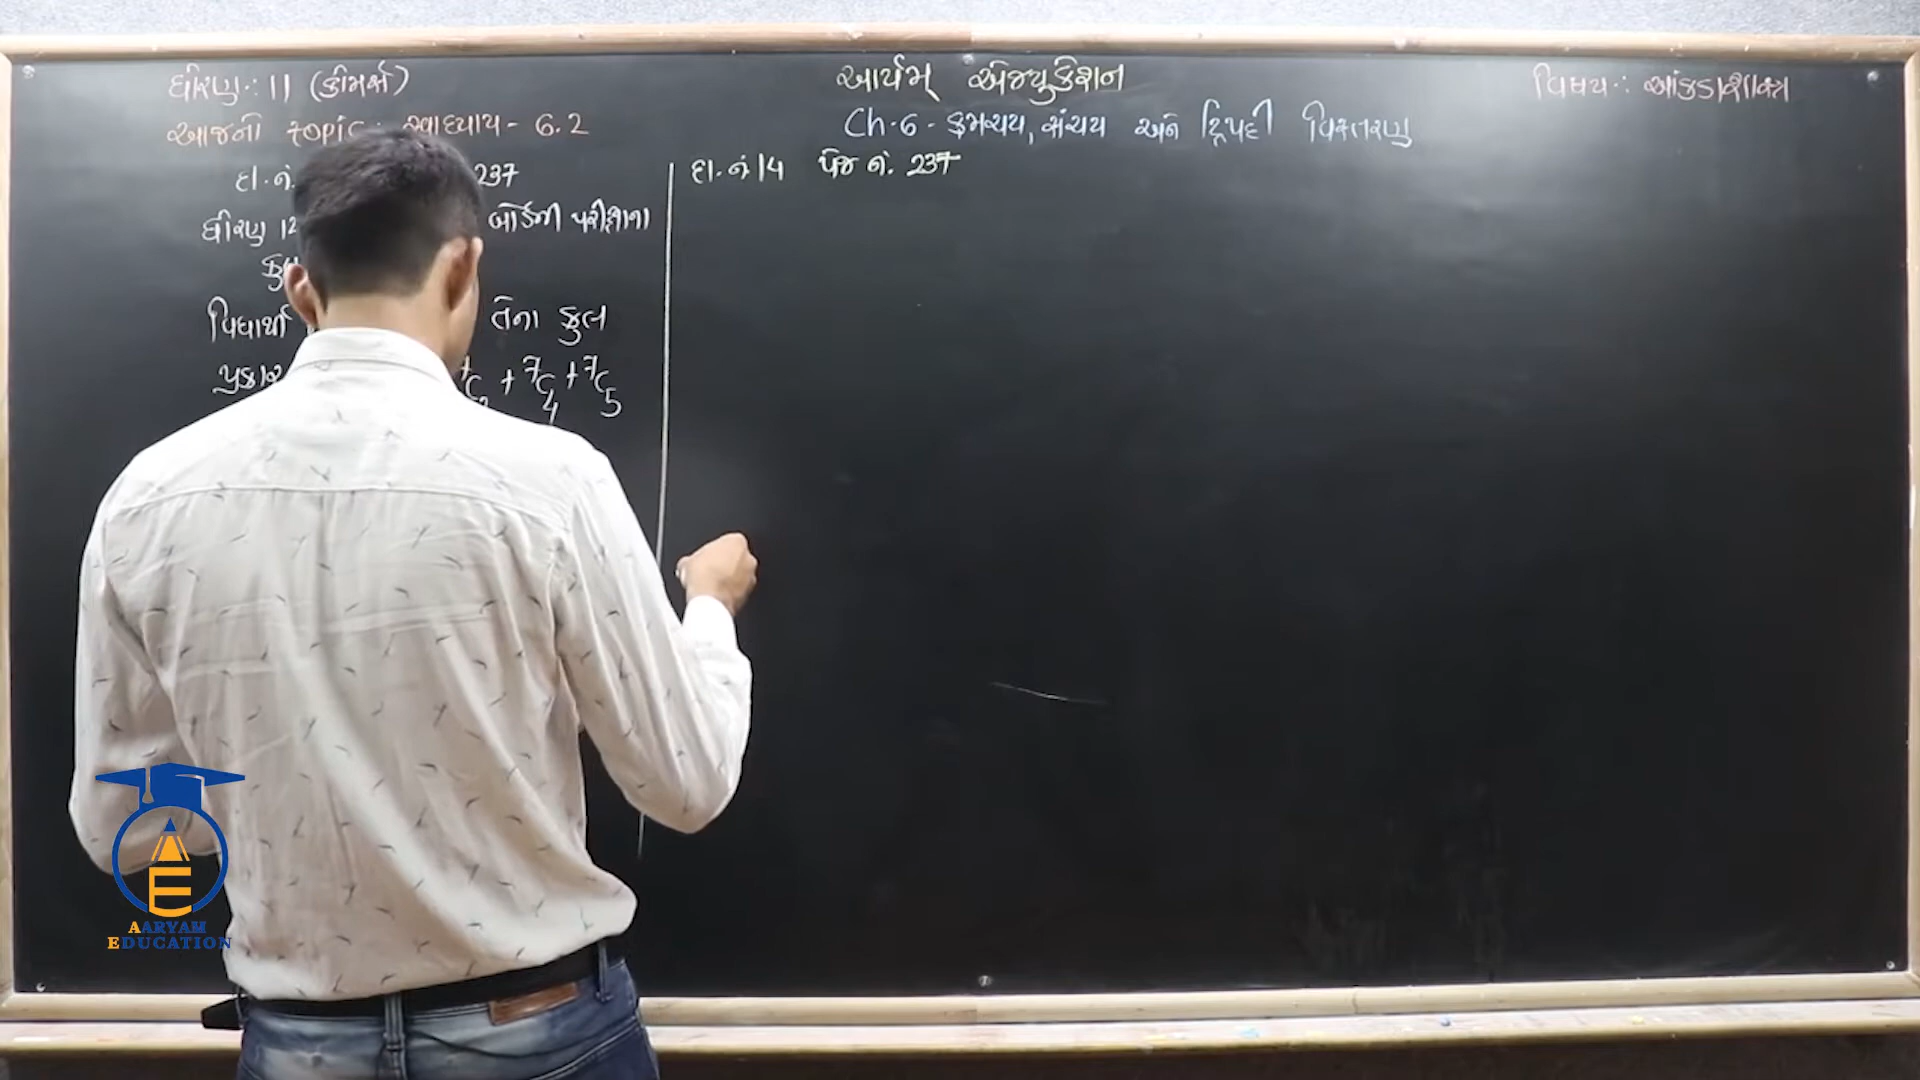 ધોરણ : 11 (કોમર્સ)
આર્યમ્ એજ્યુકેશન
વિષય : આંકડાશાસ્ત્ર
આજનો Topic : સ્વાધ્યાય - 6.2
Ch-6 - ક્રમચય, સંચય અને દ્વિપદી વિસ્તરણ
દા.નં. 237
ધોરણ 12 બોર્ડની પરીક્ષાના
વિદ્યાર્થી તેના કુલ
પ્રકાર + ⁷C₄ + ⁷C₅
દા.નં 14 પેજ નં. 237
AARYAM
EDUCATION